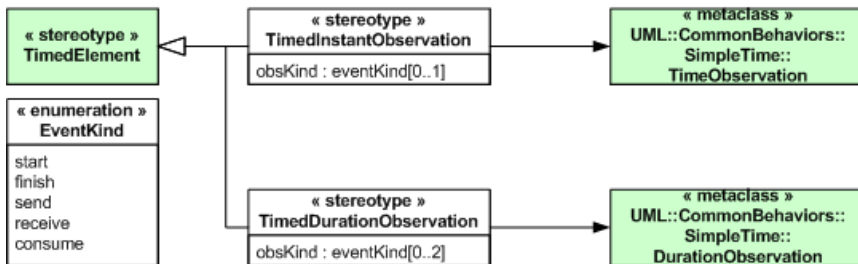 « stereotype »
TimedElement
« stereotype »
TimedInstantObservation
obsKind : eventKind[0..1]
« metaclass »
UML::CommonBehaviors::
SimpleTime::
TimeObservation
« enumeration »
EventKind
start
finish
send
receive
consume
« stereotype »
TimedDurationObservation
obsKind : eventKind[0..2]
« metaclass »
UML::CommonBehaviors::
SimpleTime::
DurationObservation